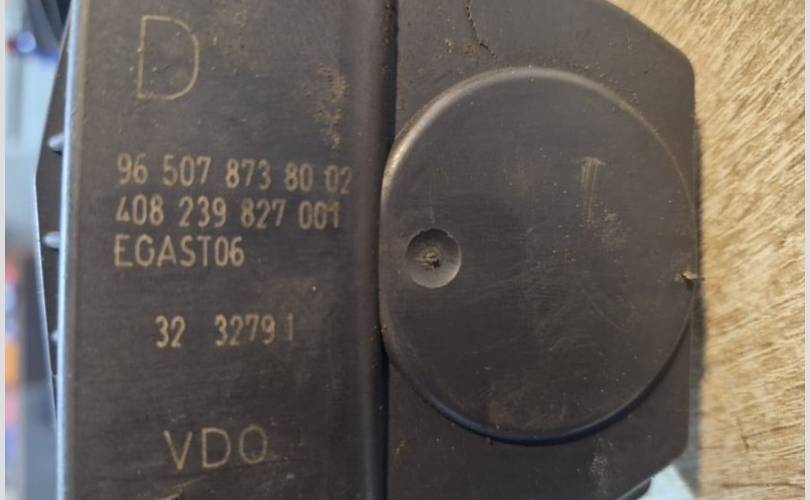 D
96 507 873 80 02
408 239 827 001
EGAST06
32 3279 1
VDO